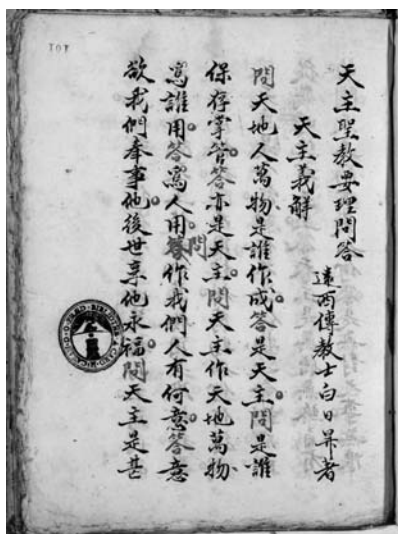 101
天主聖教要理問答
遠西傳教士白日昇著
天主義解
問天地人萬物是誰作成。答是天主。問是誰
保存掌管。答亦是天主。問天主作天地萬物
爲誰用。答爲人用。問作我們人有何意。答意
欲我們奉事他。後世享他永福。問天主是甚